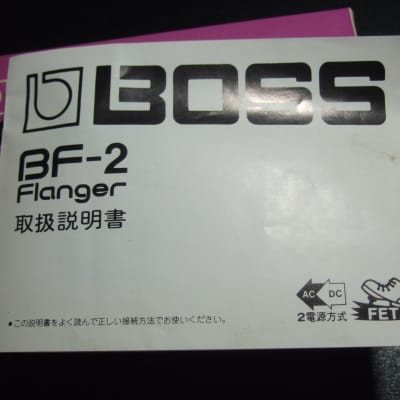 BOSS
BF-2
Flanger
取扱説明書
AC DC
2電源方式
FET
•この説明書をよく読んで正しい接続方法でお使いください。